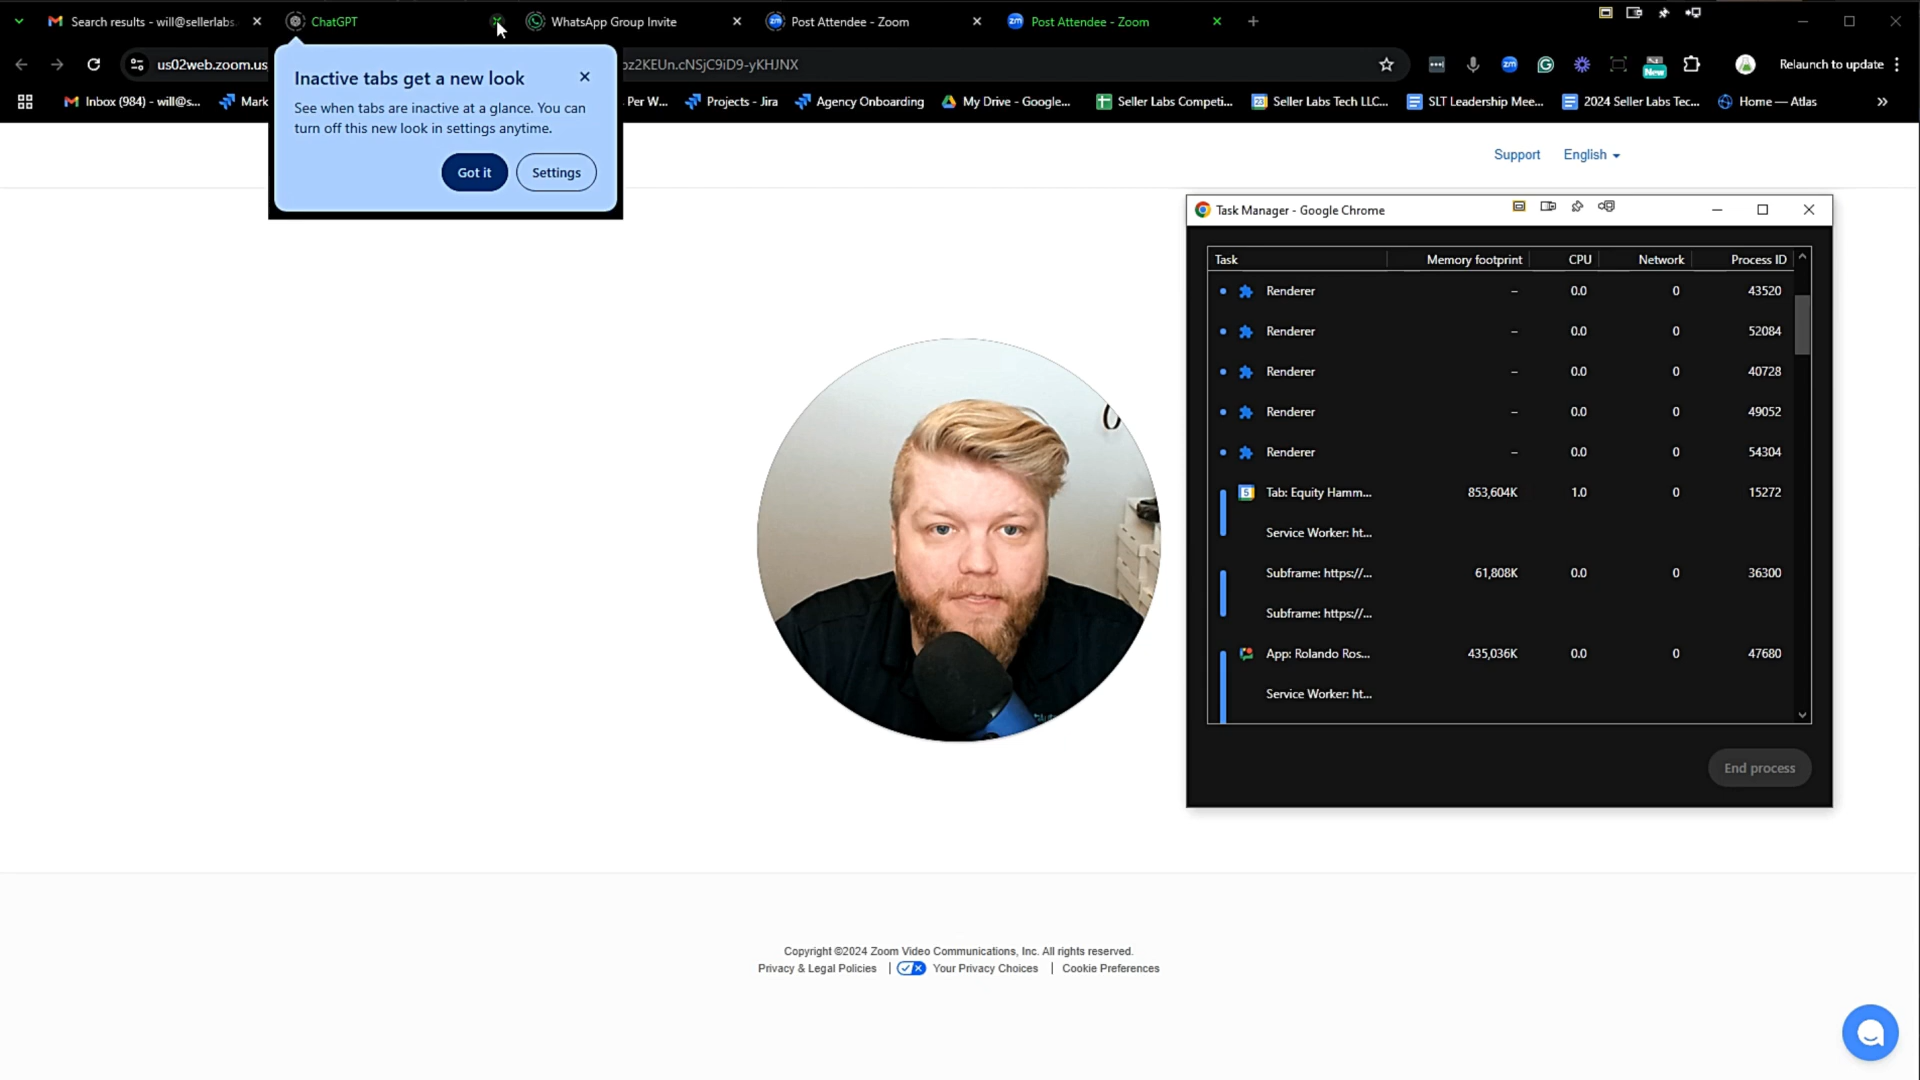 Search results - will@sellerlabs.
ChatGPT
WhatsApp Group Invite
Post Attendee - Zoom
Post Attendee - Zoom
us02web.zoom.us
oz2KEUn.cNSjC9iD9-yKHJNX
New
Relaunch to update
Inbox (984) - will@s...
Mark
Per W...
Projects - Jira
Agency Onboarding
My Drive - Google...
Seller Labs Competi...
Seller Labs Tech LLC...
SLT Leadership Mee...
2024 Seller Labs Tec...
Home — Atlas
Inactive tabs get a new look
See when tabs are inactive at a glance. You can
turn off this new look in settings anytime.
Got it
Settings
Support
English
Task Manager - Google Chrome
Task Memory footprint CPU Network Process ID
Renderer – 0.0 0 43520
Renderer – 0.0 0 52084
Renderer – 0.0 0 40728
Renderer – 0.0 0 49052
Renderer – 0.0 0 54304
Tab: Equity Hamm... 853,604K 1.0 0 15272
Service Worker: ht...
Subframe: https://... 61,808K 0.0 0 36300
Subframe: https://...
App: Rolando Ros... 435,036K 0.0 0 47680
Service Worker: ht...
End process
Copyright ©2024 Zoom Video Communications, Inc. All rights reserved.
Privacy & Legal Policies | Your Privacy Choices | Cookie Preferences